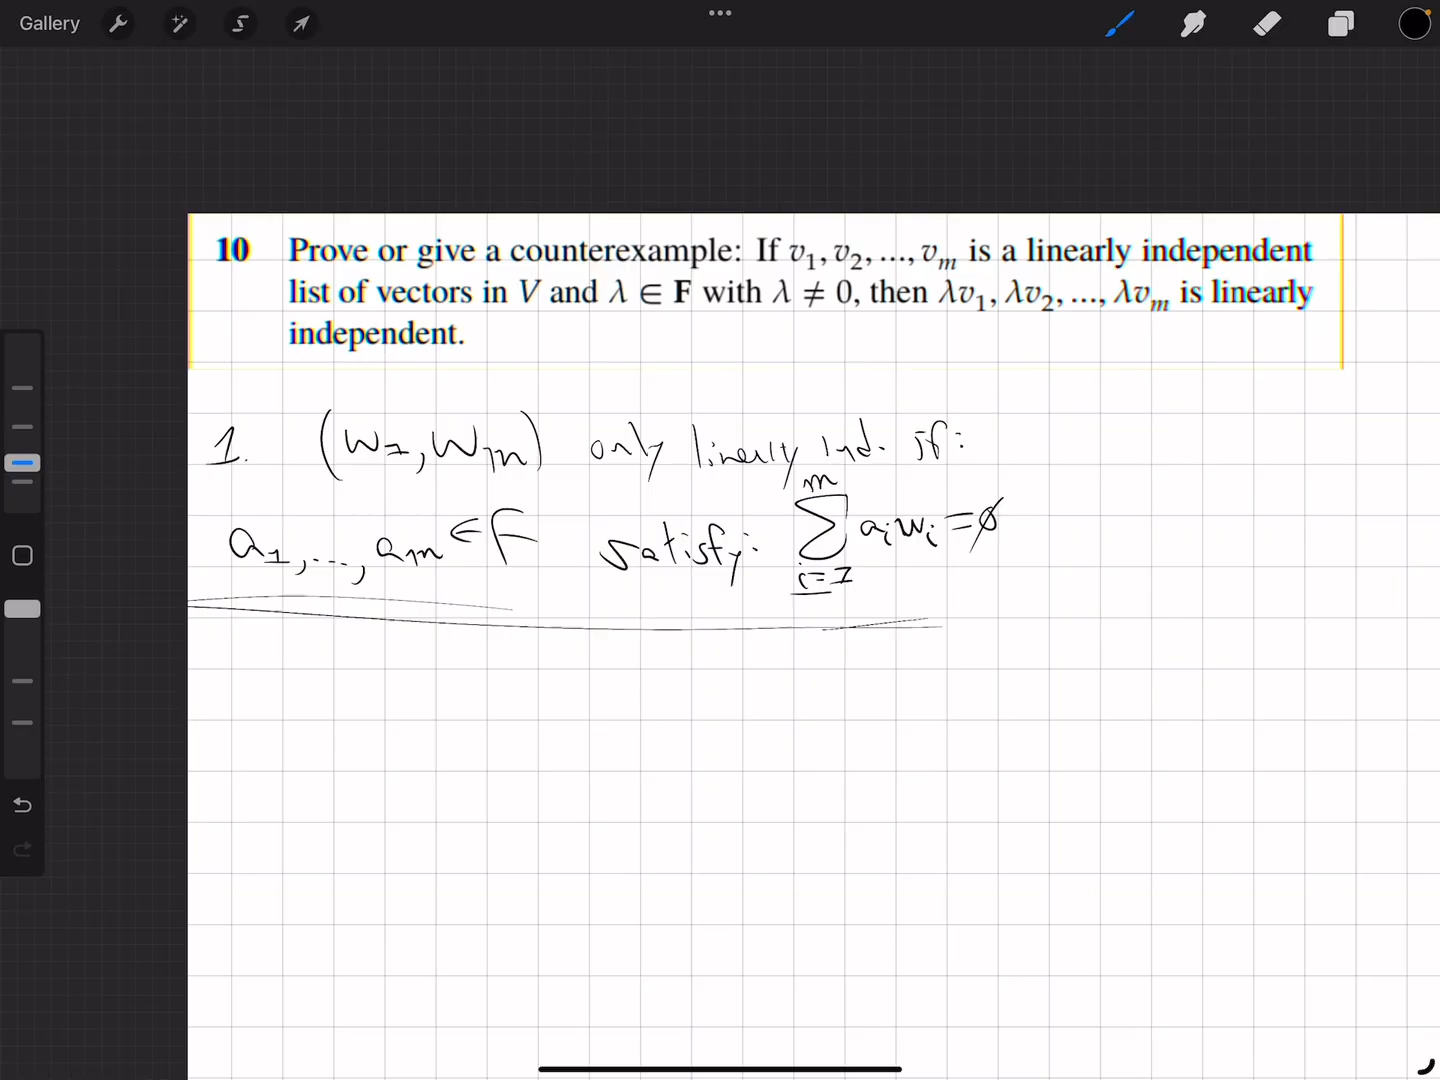 Gallery
10 Prove or give a counterexample: If v₁, v₂, ..., vₘ is a linearly independent
list of vectors in V and λ ∈ F with λ ≠ 0, then λv₁, λv₂, ..., λvₘ is linearly
independent.
1. (w₁, wₘ) only linearly ind. if:
a₁, ..., aₘ ∈ F satisfy: ∑ᵢ₌₁ᵐ aᵢwᵢ = 0